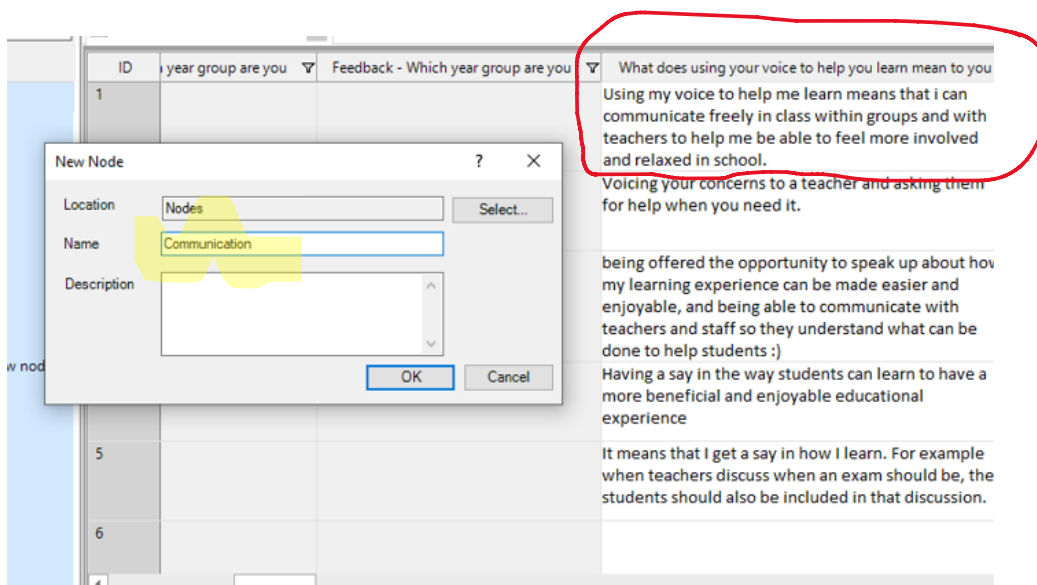 ID
year group are you
Feedback - Which year group are you
What does using your voice to help you learn mean to you
1
Using my voice to help me learn means that i can
communicate freely in class within groups and with
teachers to help me be able to feel more involved
and relaxed in school.
Voicing your concerns to a teacher and asking them
for help when you need it.
being offered the opportunity to speak up about how
my learning experience can be made easier and
enjoyable, and being able to communicate with
teachers and staff so they understand what can be
done to help students :)
Having a say in the way students can learn to have a
more beneficial and enjoyable educational
experience
5
It means that I get a say in how I learn. For example
when teachers discuss when an exam should be, the
students should also be included in that discussion.
6
New Node
?
Location
Nodes
Select...
Name
Communication
Description
OK
Cancel
w nod